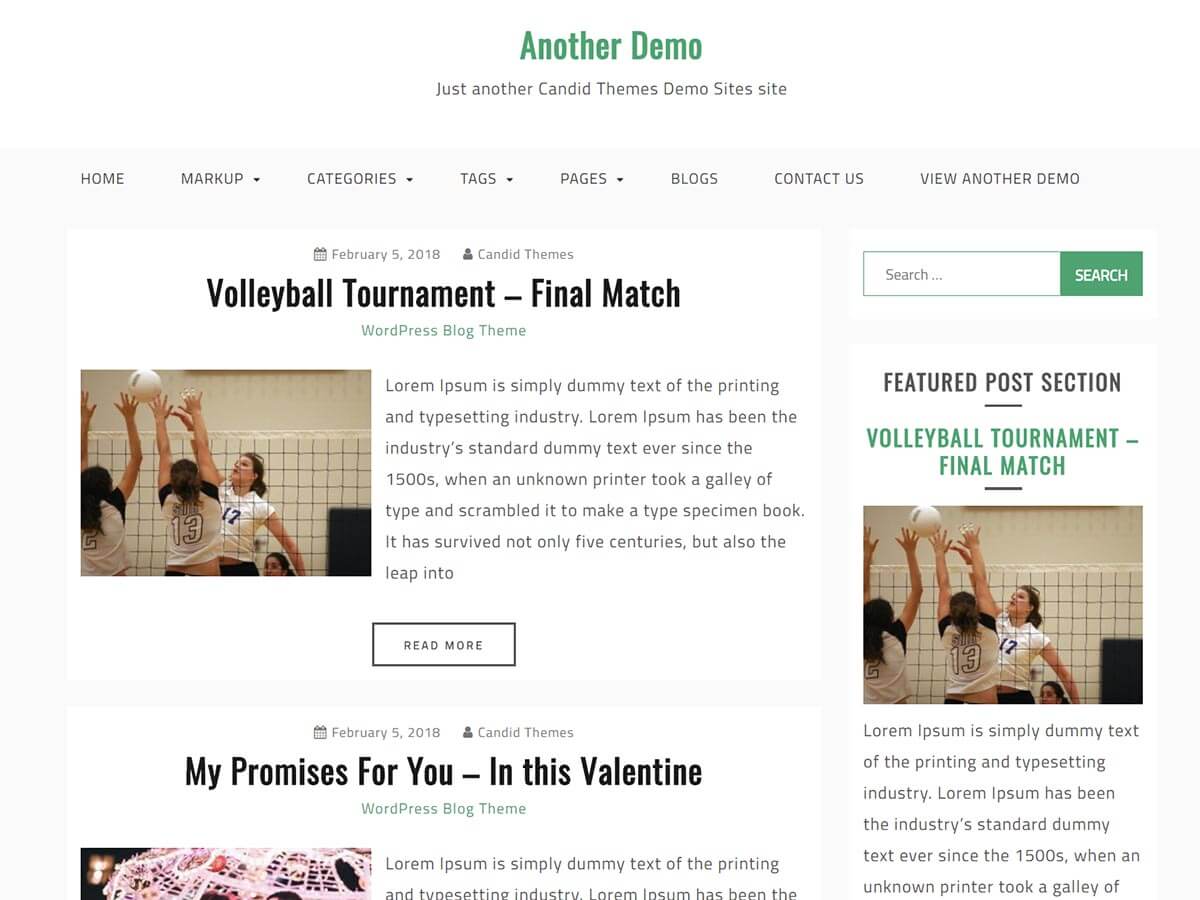 Another Demo
Just another Candid Themes Demo Sites site
HOME MARKUP CATEGORIES TAGS PAGES BLOGS CONTACT US VIEW ANOTHER DEMO
February 5, 2018 Candid Themes
Volleyball Tournament – Final Match
WordPress Blog Theme
Lorem Ipsum is simply dummy text of the printing
and typesetting industry. Lorem Ipsum has been the
industry’s standard dummy text ever since the
1500s, when an unknown printer took a galley of
type and scrambled it to make a type specimen book.
It has survived not only five centuries, but also the
leap into
13
17
2
READ MORE
February 5, 2018 Candid Themes
My Promises For You – In this Valentine
WordPress Blog Theme
Lorem Ipsum is simply dummy text of the printing
and typesetting industry. Lorem Ipsum has been the
Search ...
SEARCH
FEATURED POST SECTION
VOLLEYBALL TOURNAMENT –
FINAL MATCH
13
17
2
Lorem Ipsum is simply dummy text
of the printing and typesetting
industry. Lorem Ipsum has been
the industry’s standard dummy
text ever since the 1500s, when an
unknown printer took a galley of